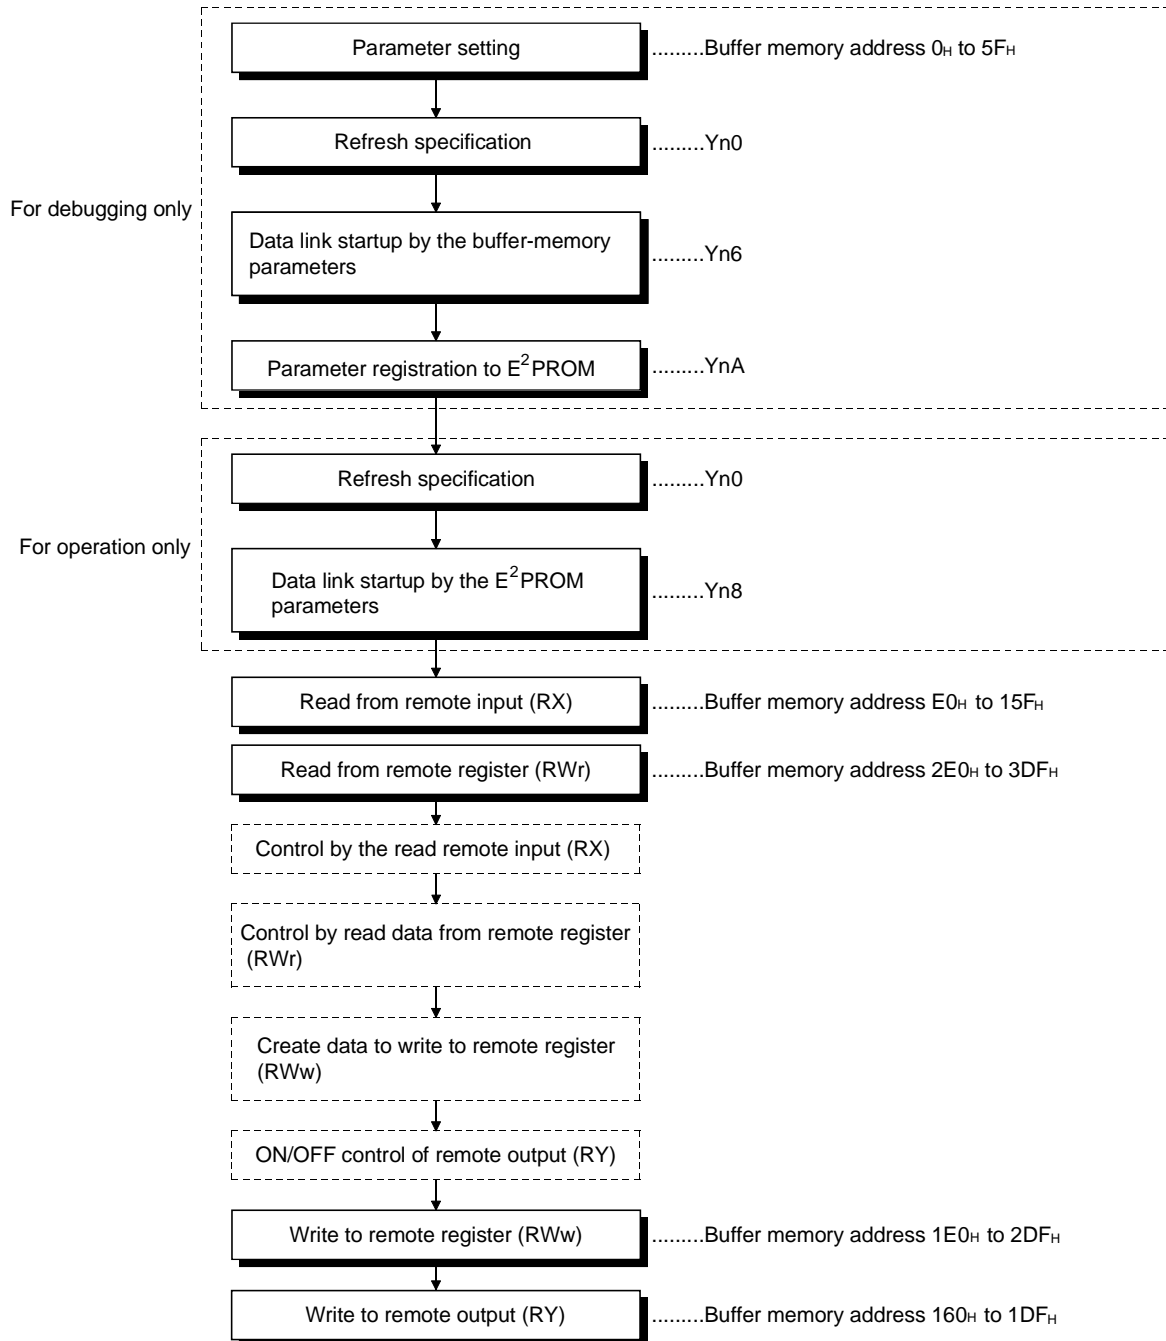 Parameter setting .........Buffer memory address 0H to 5FH
Refresh specification .........Yn0
For debugging only
Data link startup by the buffer-memory
parameters
.........Yn6
Parameter registration to E2PROM .........YnA
Refresh specification .........Yn0
For operation only
Data link startup by the E2PROM
parameters
.........Yn8
Read from remote input (RX) .........Buffer memory address E0H to 15FH
Read from remote register (RWr) .........Buffer memory address 2E0H to 3DFH
Control by the read remote input (RX)
Control by read data from remote register
(RWr)
Create data to write to remote register
(RWw)
ON/OFF control of remote output (RY)
Write to remote register (RWw) .........Buffer memory address 1E0H to 2DFH
Write to remote output (RY) .........Buffer memory address 160H to 1DFH